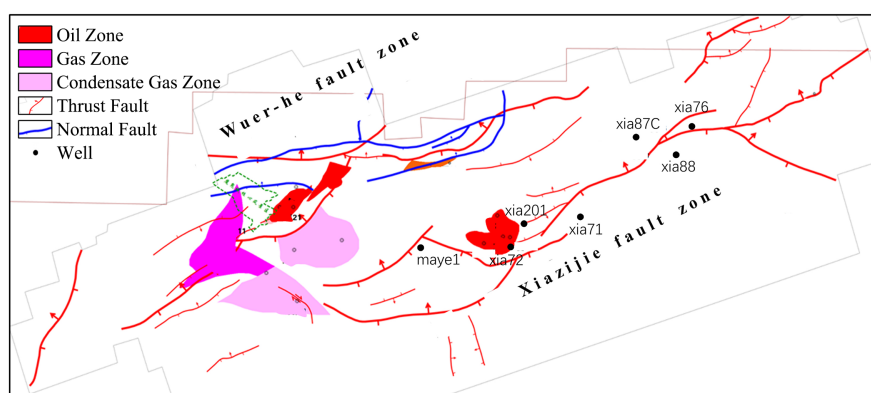 Oil Zone
Gas Zone
Condensate Gas Zone
Thrust Fault
Normal Fault
Well
Wuer-he fault zone
xia76
xia87C
xia88
xia201
xia71
21
maye1
xia72
Xiazijie fault zone